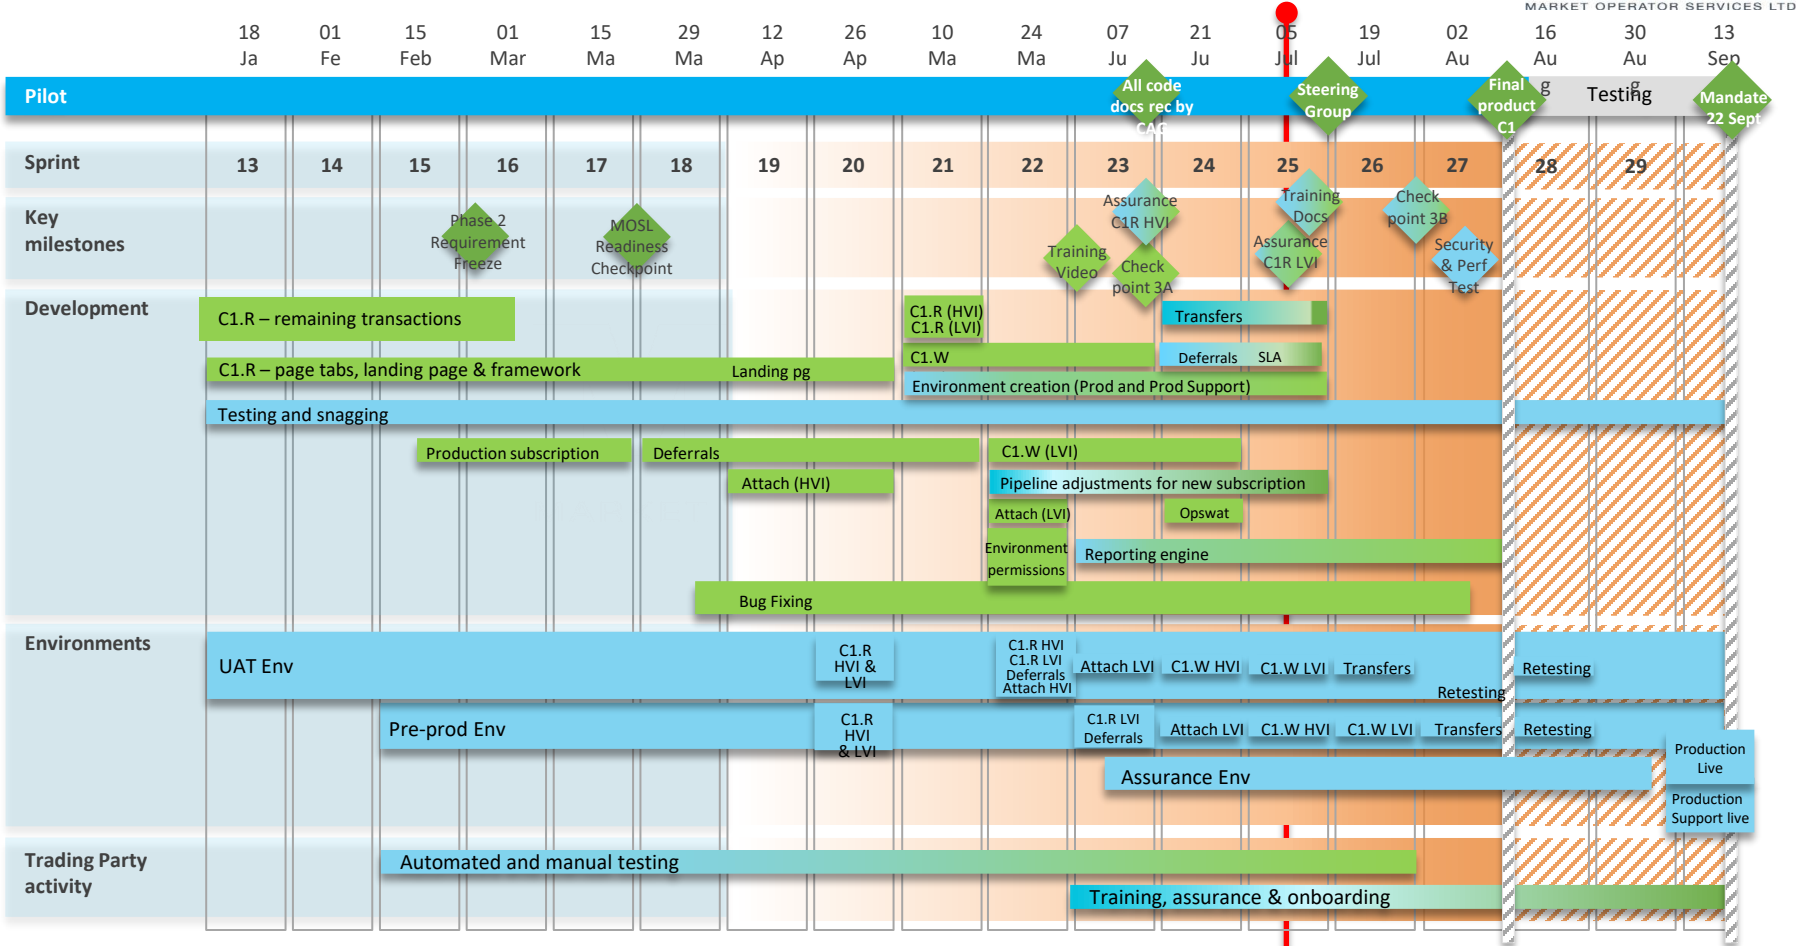 MARKET OPERATOR SERVICES LTD
18 01 15 01 15 29 12 26 10 24 07 21 05 19 02 16 30 13
Ja Fe Feb Mar Ma Ma Ap Ap Ma Ma Ju Ju Jul Jul Au Au Au Sep
g g
Pilot
All code
docs rec by
CAG
Steering
Group
Final
product
C1
Testing
Mandate
22 Sept
Sprint 13 14 15 16 17 18 19 20 21 22 23 24 25 26 27 28 29
Key
milestones
Phase 2
Requirement
Freeze
MOSL
Readiness
Checkpoint
Training
Video
Assurance
C1R HVI
Check
point 3A
Training
Docs
Assurance
C1R LVI
Check
point 3B
Security
& Perf
Test
Development
C1.R – remaining transactions
C1.R (HVI)
C1.R (LVI)
Transfers
C1.W
Deferrals SLA
C1.R – page tabs, landing page & framework
Landing pg
Environment creation (Prod and Prod Support)
Testing and snagging
Production subscription
Deferrals
C1.W (LVI)
Attach (HVI)
Pipeline adjustments for new subscription
Attach (LVI)
Opswat
Environment
permissions
Reporting engine
Bug Fixing
Environments
UAT Env
C1.R
HVI &
LVI
C1.R HVI
C1.R LVI
Deferrals
Attach HVI
Attach LVI
C1.W HVI
C1.W LVI
Transfers
Retesting
Retesting
Pre-prod Env
C1.R
HVI
& LVI
C1.R LVI
Deferrals
Attach LVI
C1.W HVI
C1.W LVI
Transfers
Retesting
Production
Live
Assurance Env
Production
Support live
Trading Party
activity
Automated and manual testing
Training, assurance & onboarding